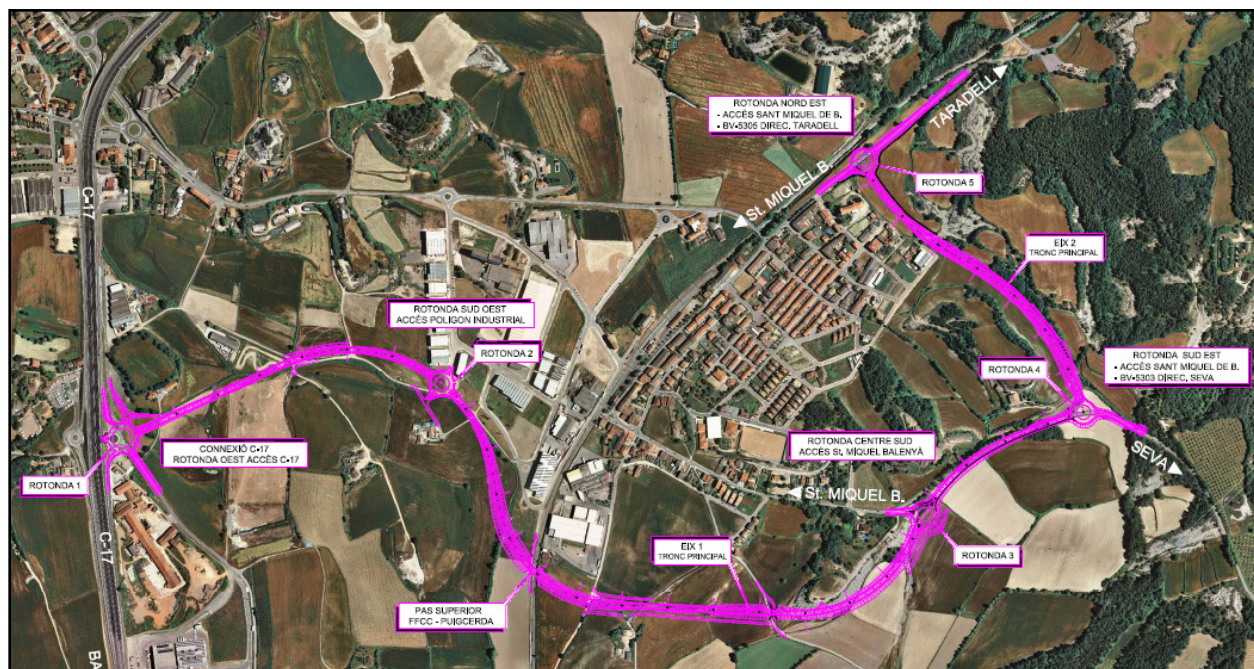 ROTONDA NORD EST
- ACCÈS SANT MIQUEL DE B.
- BV-5305 DIREC. TARADELL
TARADELL
C-17
St. MIQUEL B.
ROTONDA 5
EIX 2
TRONC PRINCIPAL
ROTONDA SUD OEST
ACCÈS POLIGON INDUSTRIAL
ROTONDA 2
ROTONDA 4
ROTONDA SUD EST
- ACCÈS SANT MIQUEL DE B.
- BV-5303 DIREC. SEVA
CONNEXIÓ C-17
ROTONDA OEST ACCÈS C-17
ROTONDA 1
ROTONDA CENTRE SUD
ACCÈS St. MIQUEL BALENYÀ
SEVA
St. MIQUEL B.
C-17
EIX 1
TRONC PRINCIPAL
ROTONDA 3
PAS SUPERIOR
FFCC - PUIGCERDA
BA